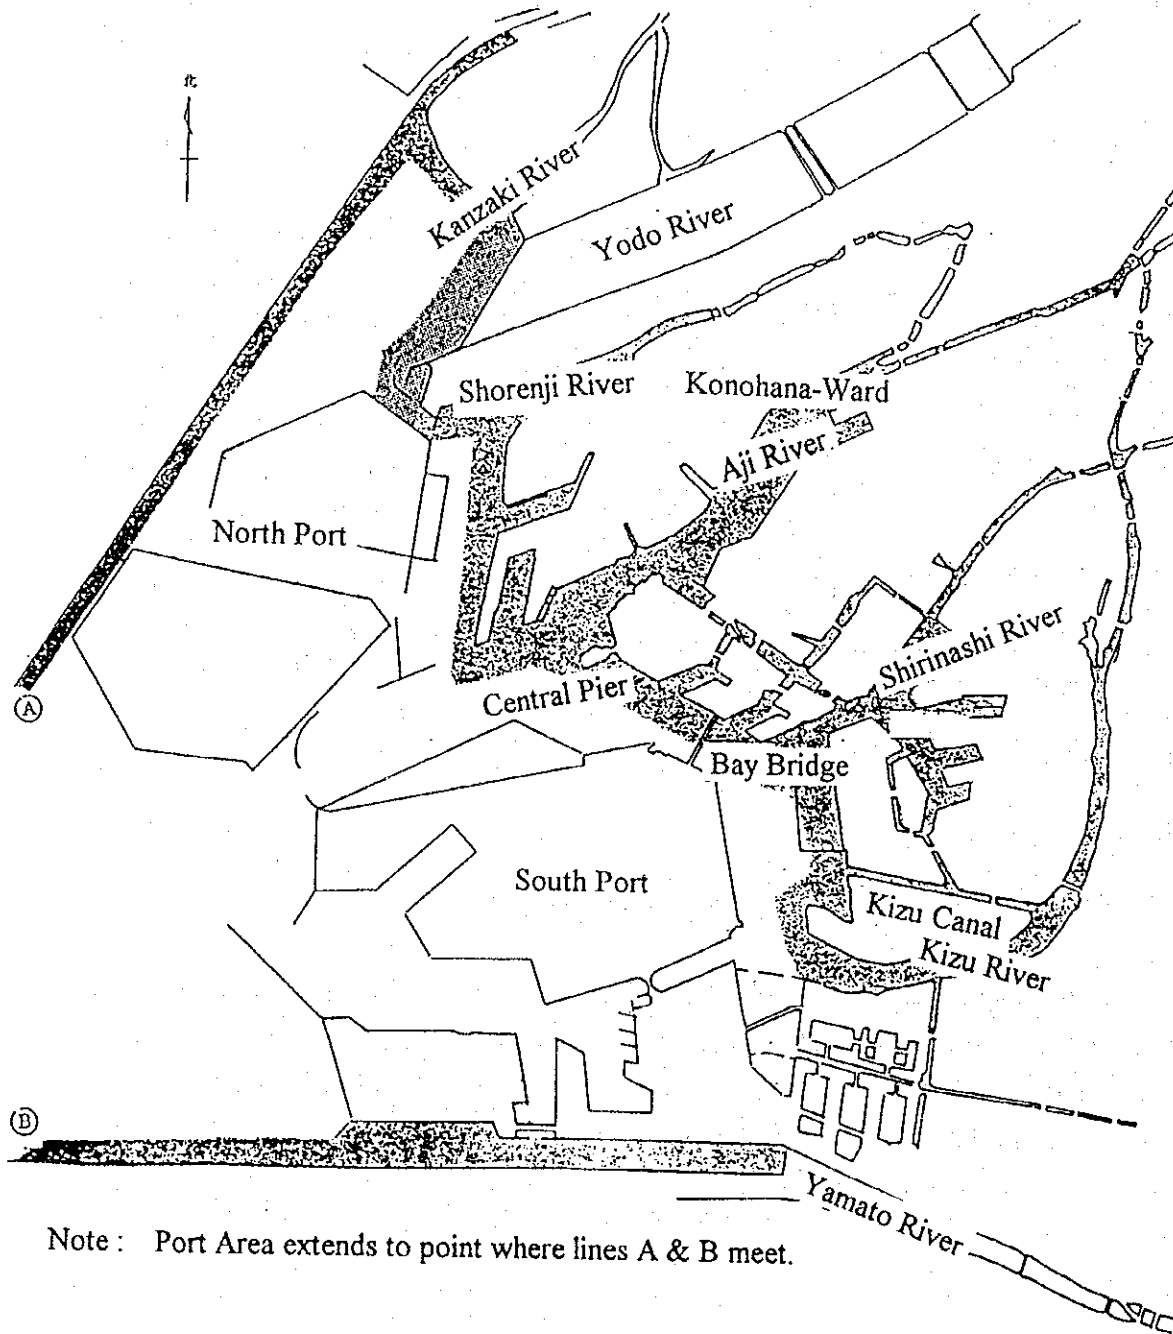 北
Kanzaki River
Yodo River
Shorenji River
Konohana-Ward
Aji River
North Port
Shirinashi River
Central Pier
A
Bay Bridge
South Port
Kizu Canal
Kizu River
B
Yamato River
Note : Port Area extends to point where lines A & B meet.